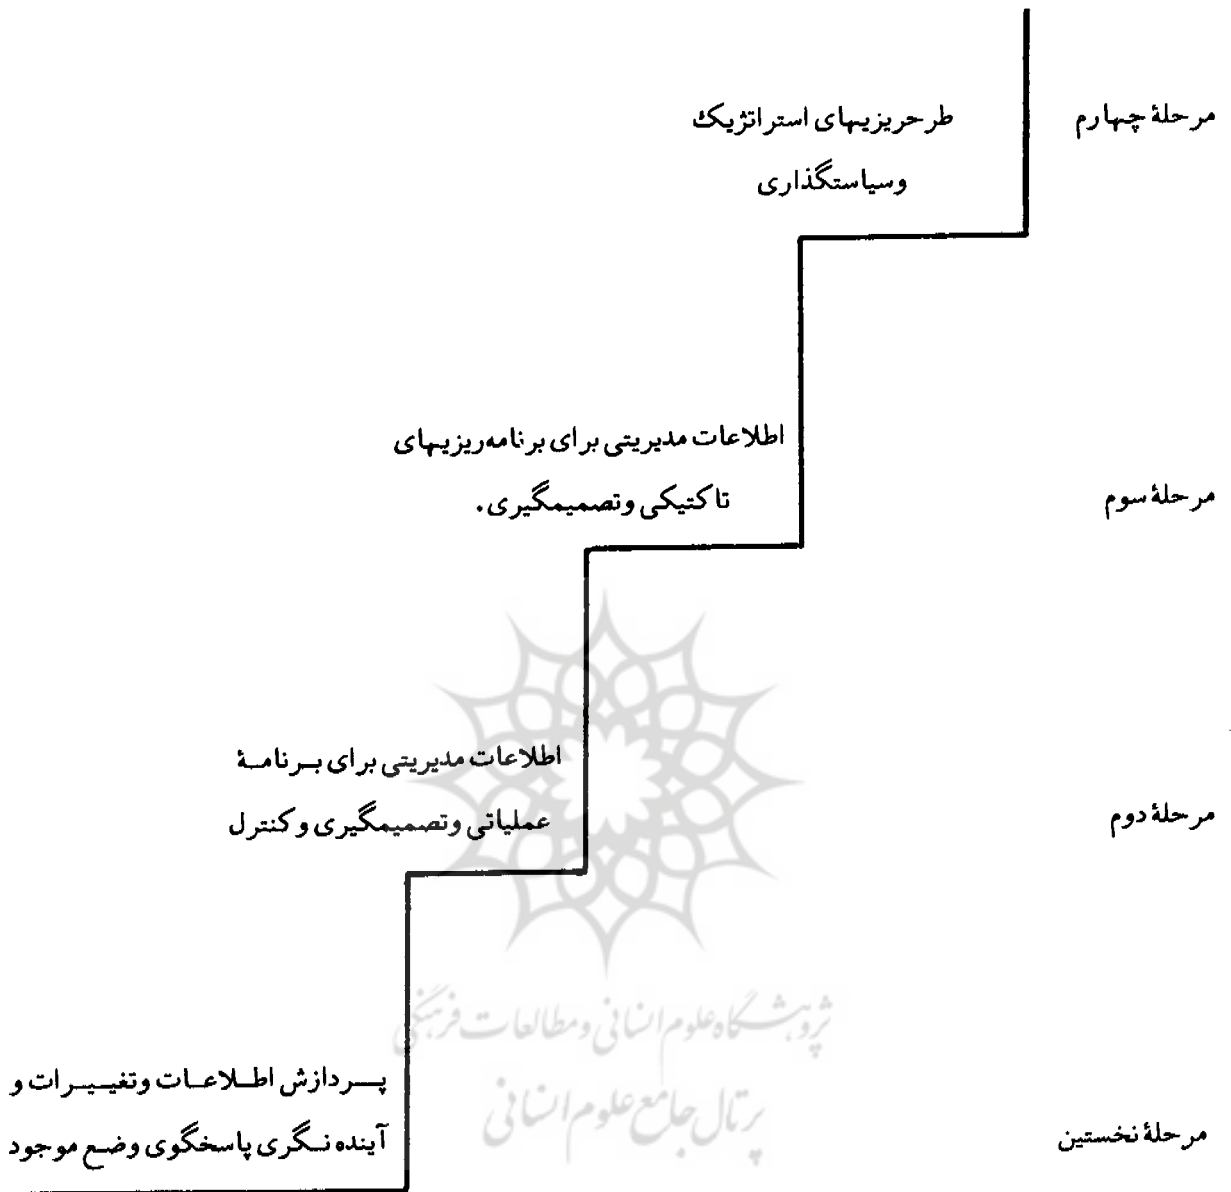 مرحلهٔ چهارم
طرحریزیهای استراتژیک
وسیاستگذاری
مرحلهٔ سوم
اطلاعات مدیریتی برای برنامه‌ریزیهای
تاکتیکی وتصمیمگیری.
مرحلهٔ دوم
اطلاعات مدیریتی برای برنامهٔ
عملیاتی وتصمیمگیری وکنترل
پژوهشگاه علوم انسانی و مطالعات فرهنگی
پرتال جامع علوم انسانی
مرحلهٔ نخستین
پردازش اطلاعات وتغییرات و
آینده‌نگری پاسخگوی وضع موجود